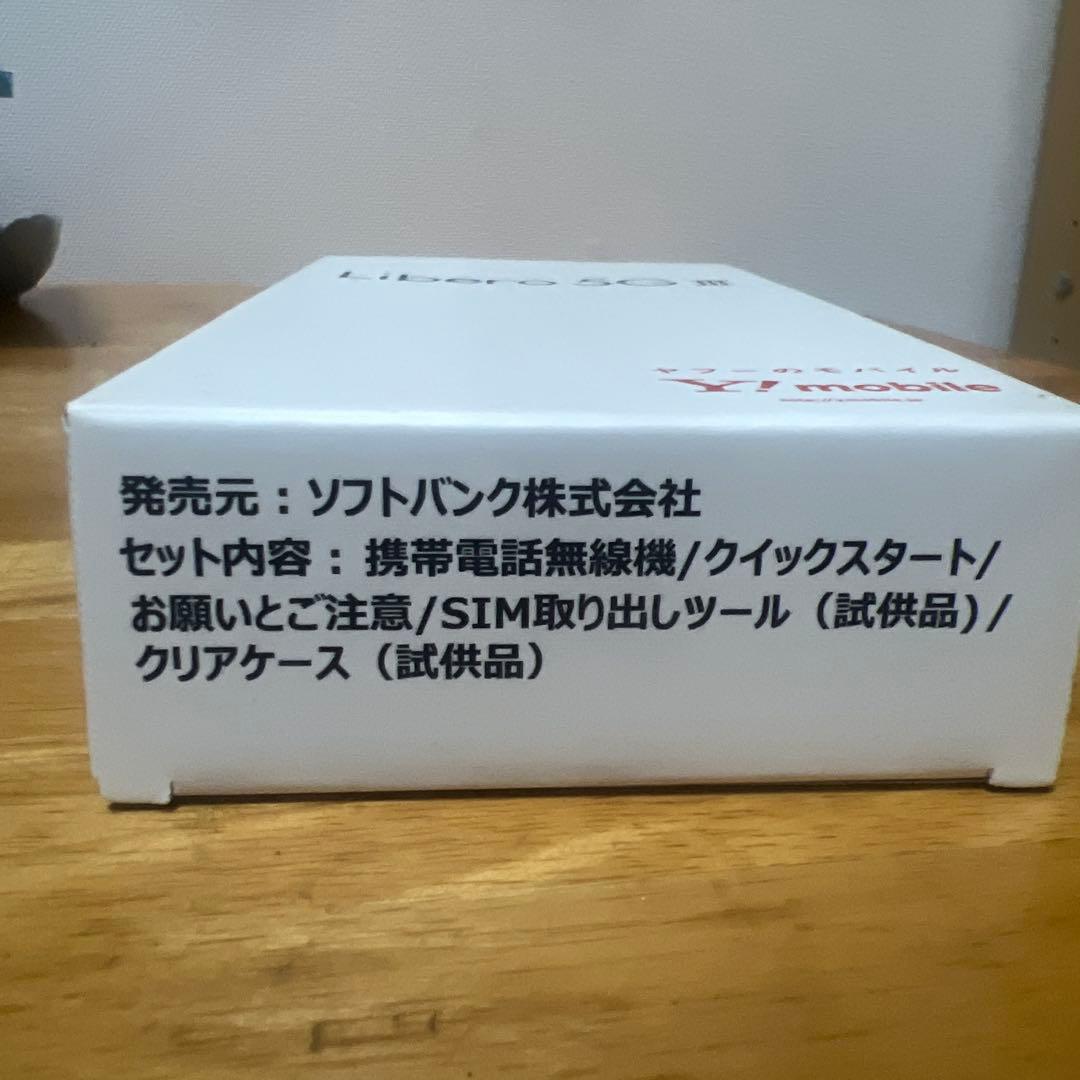 Libero 5G III
ヤフーのモバイル
Y!mobile
発売元：ソフトバンク株式会社
セット内容：携帯電話無線機/クイックスタート/
お願いとご注意/SIM取り出しツール（試供品)/
クリアケース（試供品）